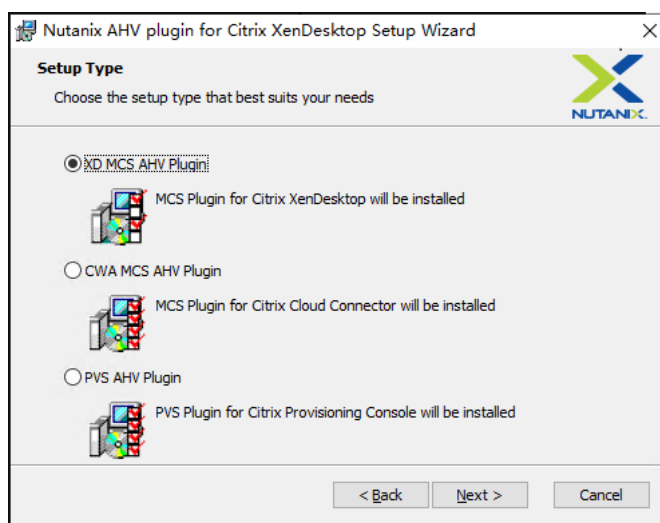 Nutanix AHV plugin for Citrix XenDesktop Setup Wizard
Setup Type
Choose the setup type that best suits your needs
NUTANIX.
XD MCS AHV Plugin
MCS Plugin for Citrix XenDesktop will be installed
CWA MCS AHV Plugin
MCS Plugin for Citrix Cloud Connector will be installed
PVS AHV Plugin
PVS Plugin for Citrix Provisioning Console will be installed
< Back Next > Cancel